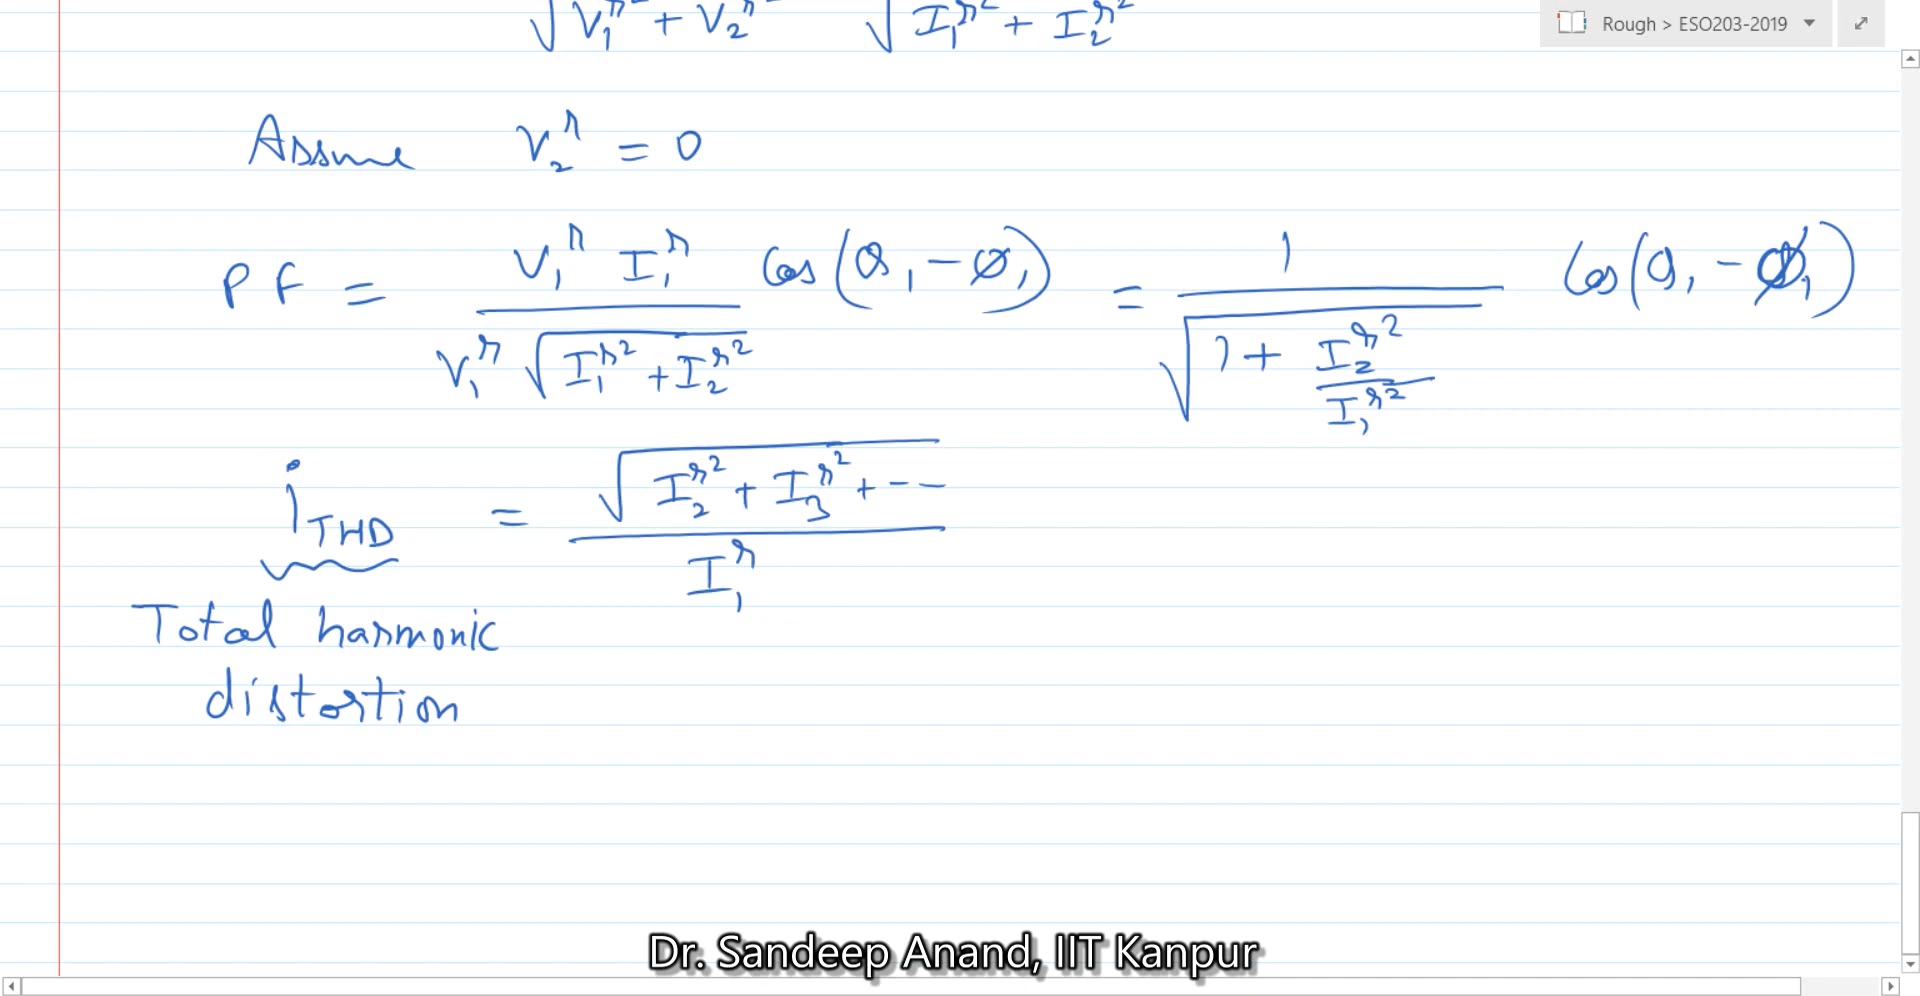 √(V₁ʳ² + V₂ʳ²) √(I₁ʳ² + I₂ʳ²)
Rough > ESO203-2019
Assume V₂ʳ = 0
PF = V₁ʳ I₁ʳ / (V₁ʳ √(I₁ʳ² + I₂ʳ²)) Cos(θ₁ - φ₁) = 1 / √(1 + I₂ʳ² / I₁ʳ²) Cos(θ₁ - φ₁)
i_THD = √(I₂ʳ² + I₃ʳ² + --) / I₁ʳ
Total harmonic
distortion
Dr. Sandeep Anand, IIT Kanpur